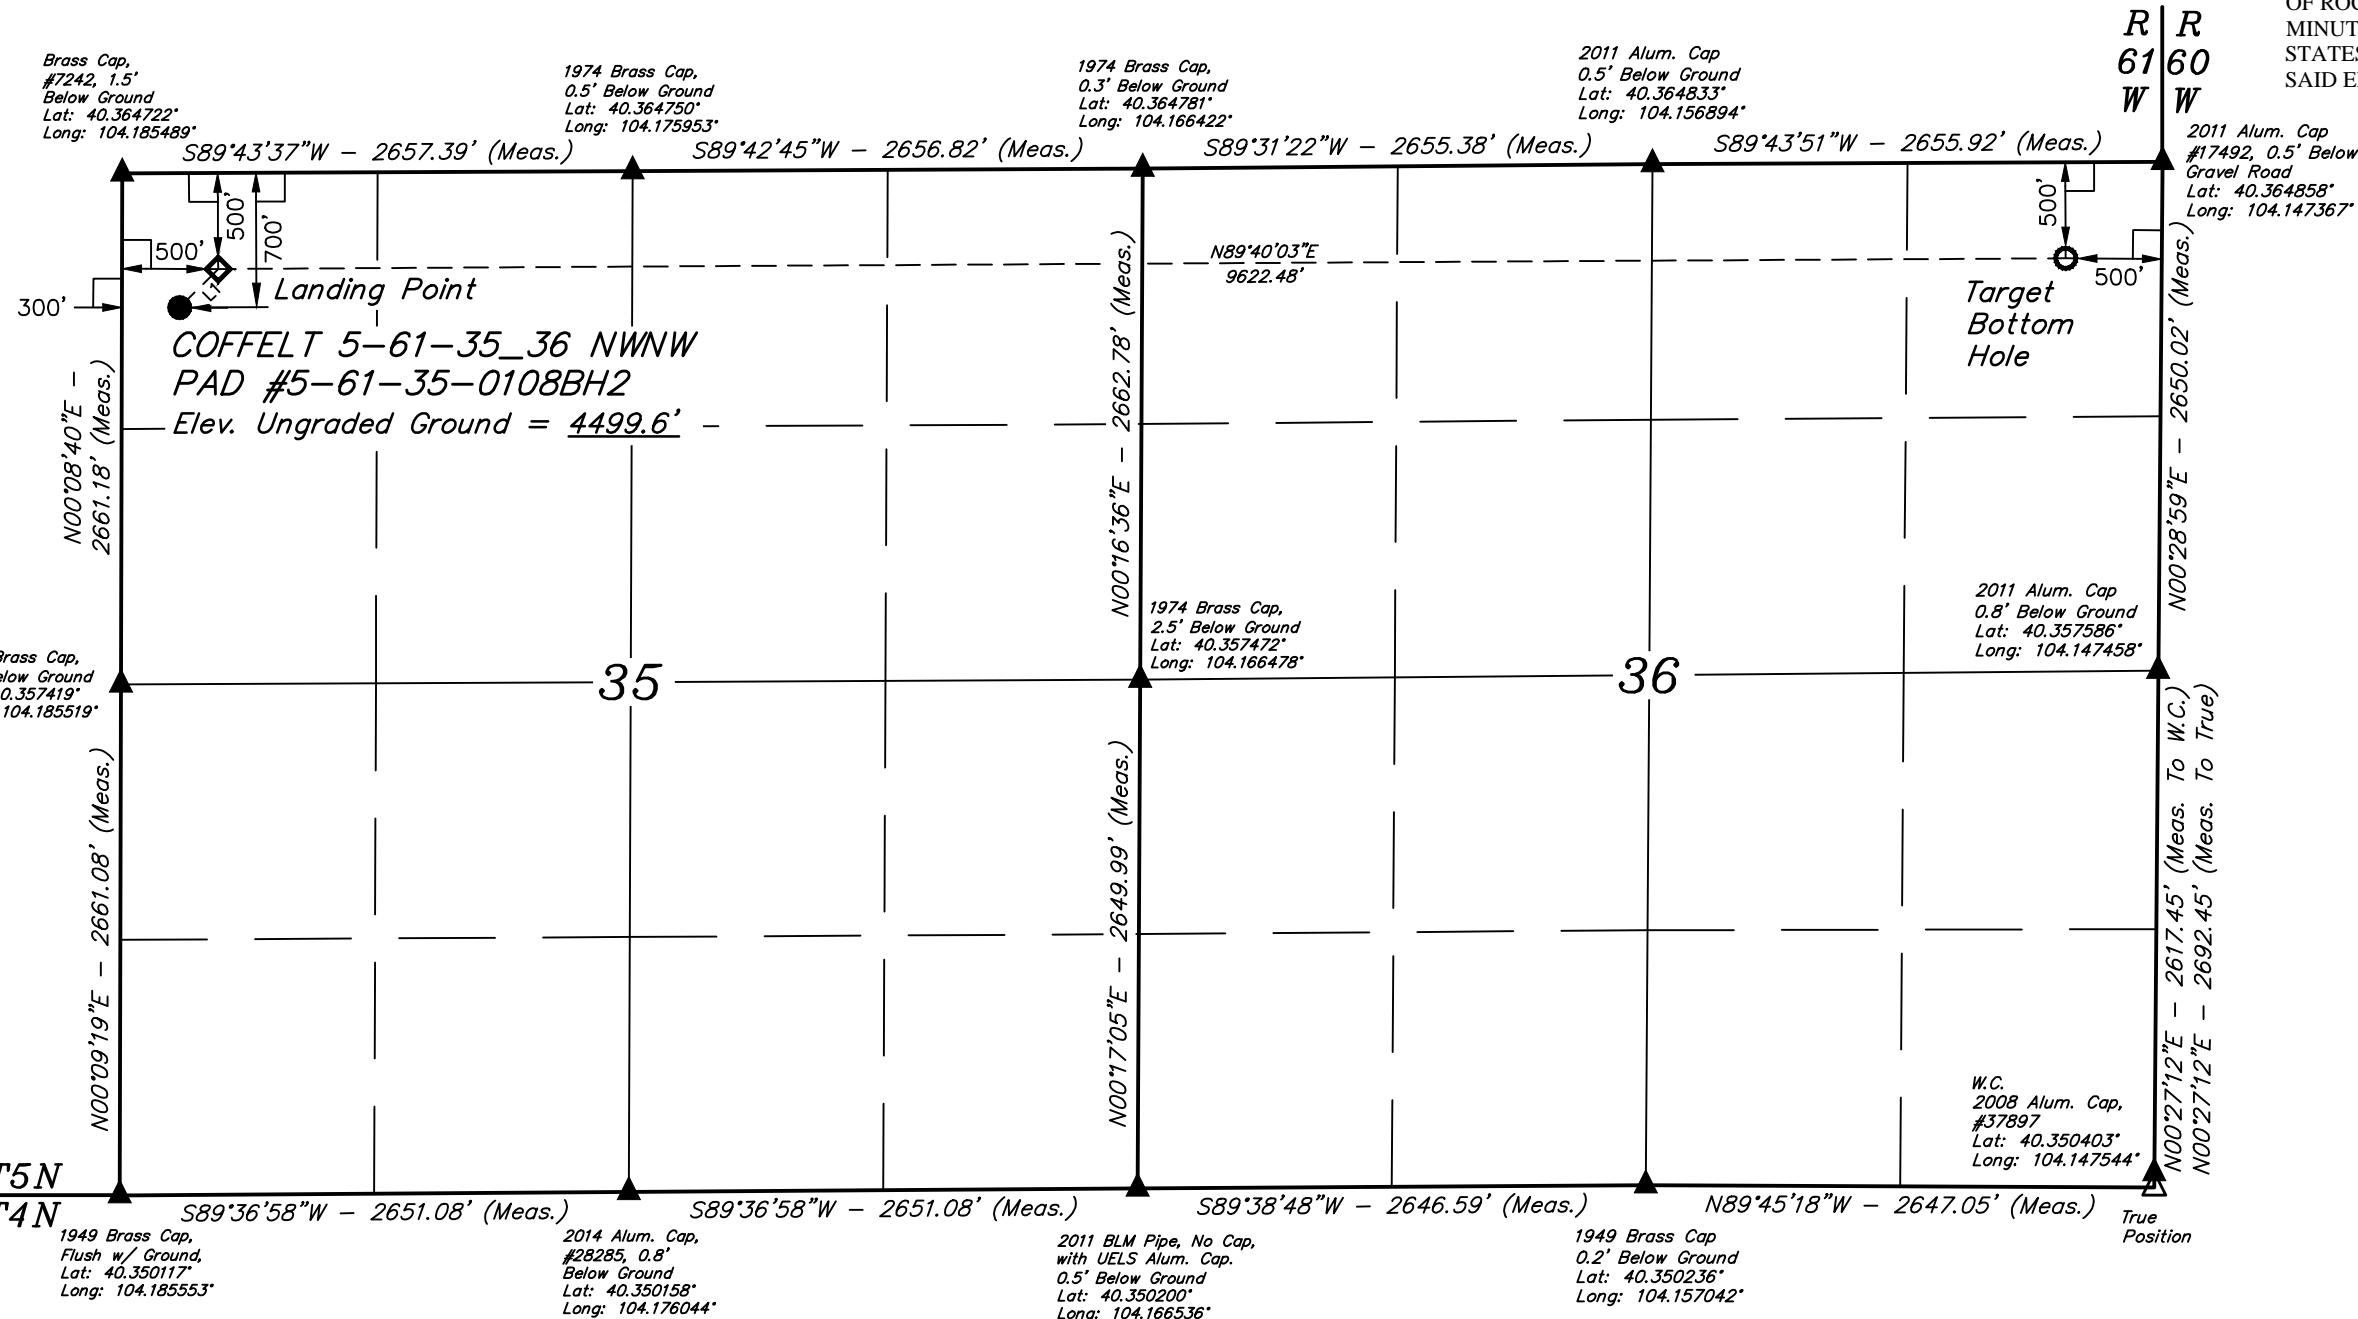 OF
MINUT
STATES
SAID
R R
61 60
W W
Brass Cap,
#7242, 1.5'
Below Ground
Lat: 40.364722°
Long: 104.185489°
1974 Brass Cap,
0.5' Below Ground
Lat: 40.364750°
Long: 104.175953°
1974 Brass Cap,
0.3' Below Ground
Lat: 40.364781°
Long: 104.166422°
2011 Alum. Cap
0.5' Below Ground
Lat: 40.364833°
Long: 104.156894°
2011 Alum. Cap
#17492, 0.5' Below
Gravel Road
Lat: 40.364858°
Long: 104.147367°
S89°43'37"W – 2657.39' (Meas.)
S89°42'45"W – 2656.82' (Meas.)
S89°31'22"W – 2655.38' (Meas.)
S89°43'51"W – 2655.92' (Meas.)
500'
700'
500'
300'
L1
Landing Point
COFFELT 5–61–35_36 NWNW
PAD #5–61–35–0108BH2
Elev. Ungraded Ground = 4499.6'
N89°40'03"E
9622.48'
500'
500'
Target
Bottom
Hole
N00°08'40"E –
2661.18' (Meas.)
N00°16'36"E – 2662.78' (Meas.)
N00°28'59"E – 2650.02' (Meas.)
Brass Cap,
elow Ground
0.357419°
104.185519°
35
1974 Brass Cap,
2.5' Below Ground
Lat: 40.357472°
Long: 104.166478°
36
2011 Alum. Cap
0.8' Below Ground
Lat: 40.357586°
Long: 104.147458°
N00°09'19"E – 2661.08' (Meas.)
N00°17'05"E – 2649.99' (Meas.)
N00°27'12"E – 2617.45' (Meas. To W.C.)
N00°27'12"E – 2692.45' (Meas. To True)
W.C.
2008 Alum. Cap,
#37897
Lat: 40.350403°
Long: 104.147544°
T5N
T4N
S89°36'58"W – 2651.08' (Meas.)
S89°36'58"W – 2651.08' (Meas.)
S89°38'48"W – 2646.59' (Meas.)
N89°45'18"W – 2647.05' (Meas.)
True
Position
1949 Brass Cap,
Flush w/ Ground,
Lat: 40.350117°
Long: 104.185553°
2014 Alum. Cap,
#28285, 0.8'
Below Ground
Lat: 40.350158°
Long: 104.176044°
2011 BLM Pipe, No Cap,
with UELS Alum. Cap.
0.5' Below Ground
Lat: 40.350200°
Long: 104.166536°
1949 Brass Cap
0.2' Below Ground
Lat: 40.350236°
Long: 104.157042°